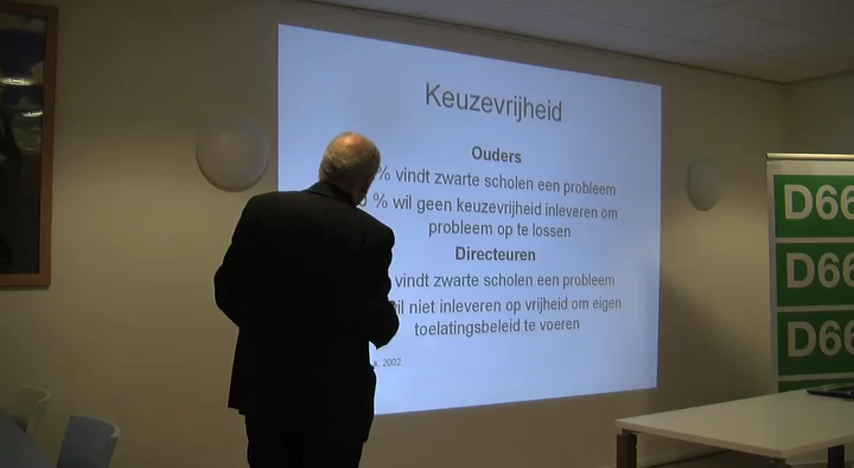 Keuzevrijheid
Ouders
% vindt zwarte scholen een probleem
% wil geen keuzevrijheid inleveren om
probleem op te lossen
Directeuren
vindt zwarte scholen een probleem
wil niet inleveren op vrijheid om eigen
toelatingsbeleid te voeren
2002
D66
D66
D66